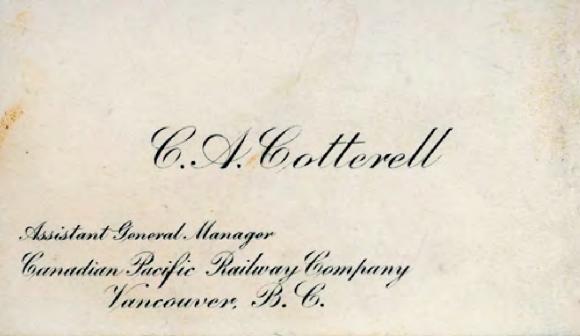 C. A. Cotterell
Assistant General Manager
Canadian Pacific Railway Company
Vancouver, B. C.